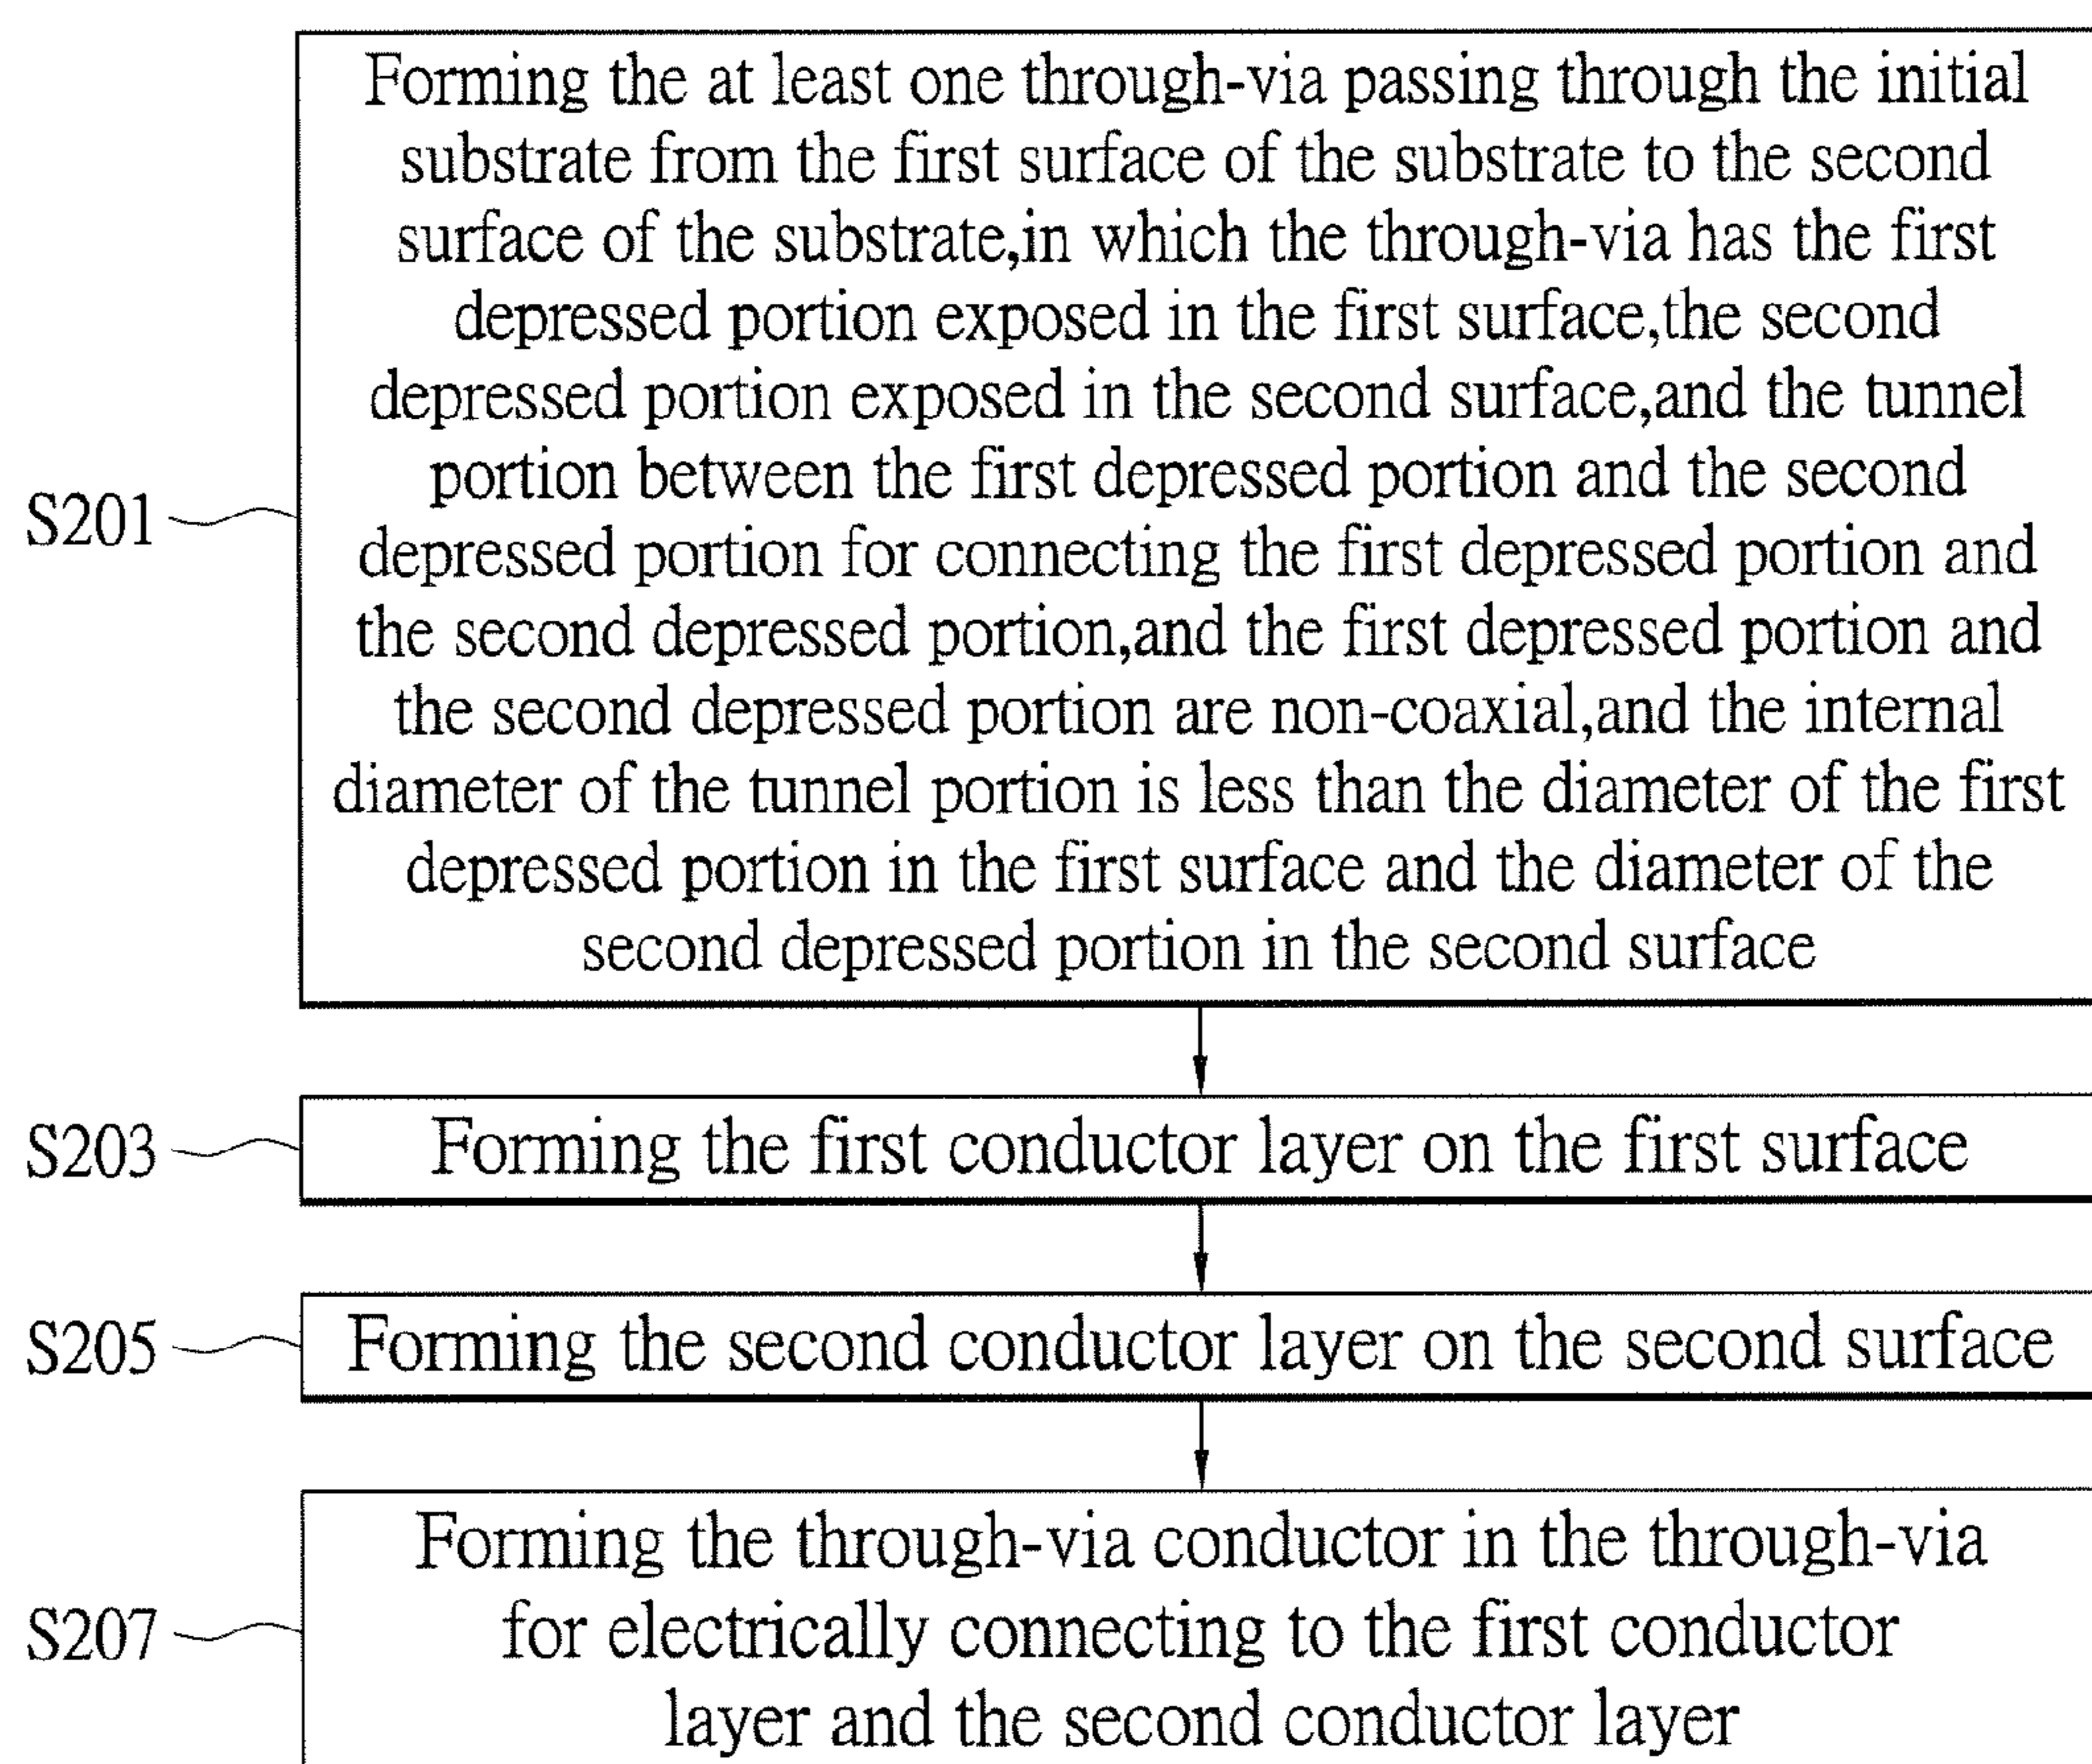 Forming the at least one through-via passing through the initial
substrate from the first surface of the substrate to the second
surface of the substrate,in which the through-via has the first
depressed portion exposed in the first surface,the second
depressed portion exposed in the second surface,and the tunnel
portion between the first depressed portion and the second
S201
depressed portion for connecting the first depressed portion and
the second depressed portion,and the first depressed portion and
the second depressed portion are non-coaxial,and the internal
diameter of the tunnel portion is less than the diameter of the first
depressed portion in the first surface and the diameter of the
second depressed portion in the second surface
S203
Forming the first conductor layer on the first surface
S205
Forming the second conductor layer on the second surface
S207
Forming the through-via conductor in the through-via
for electrically connecting to the first conductor
layer and the second conductor layer